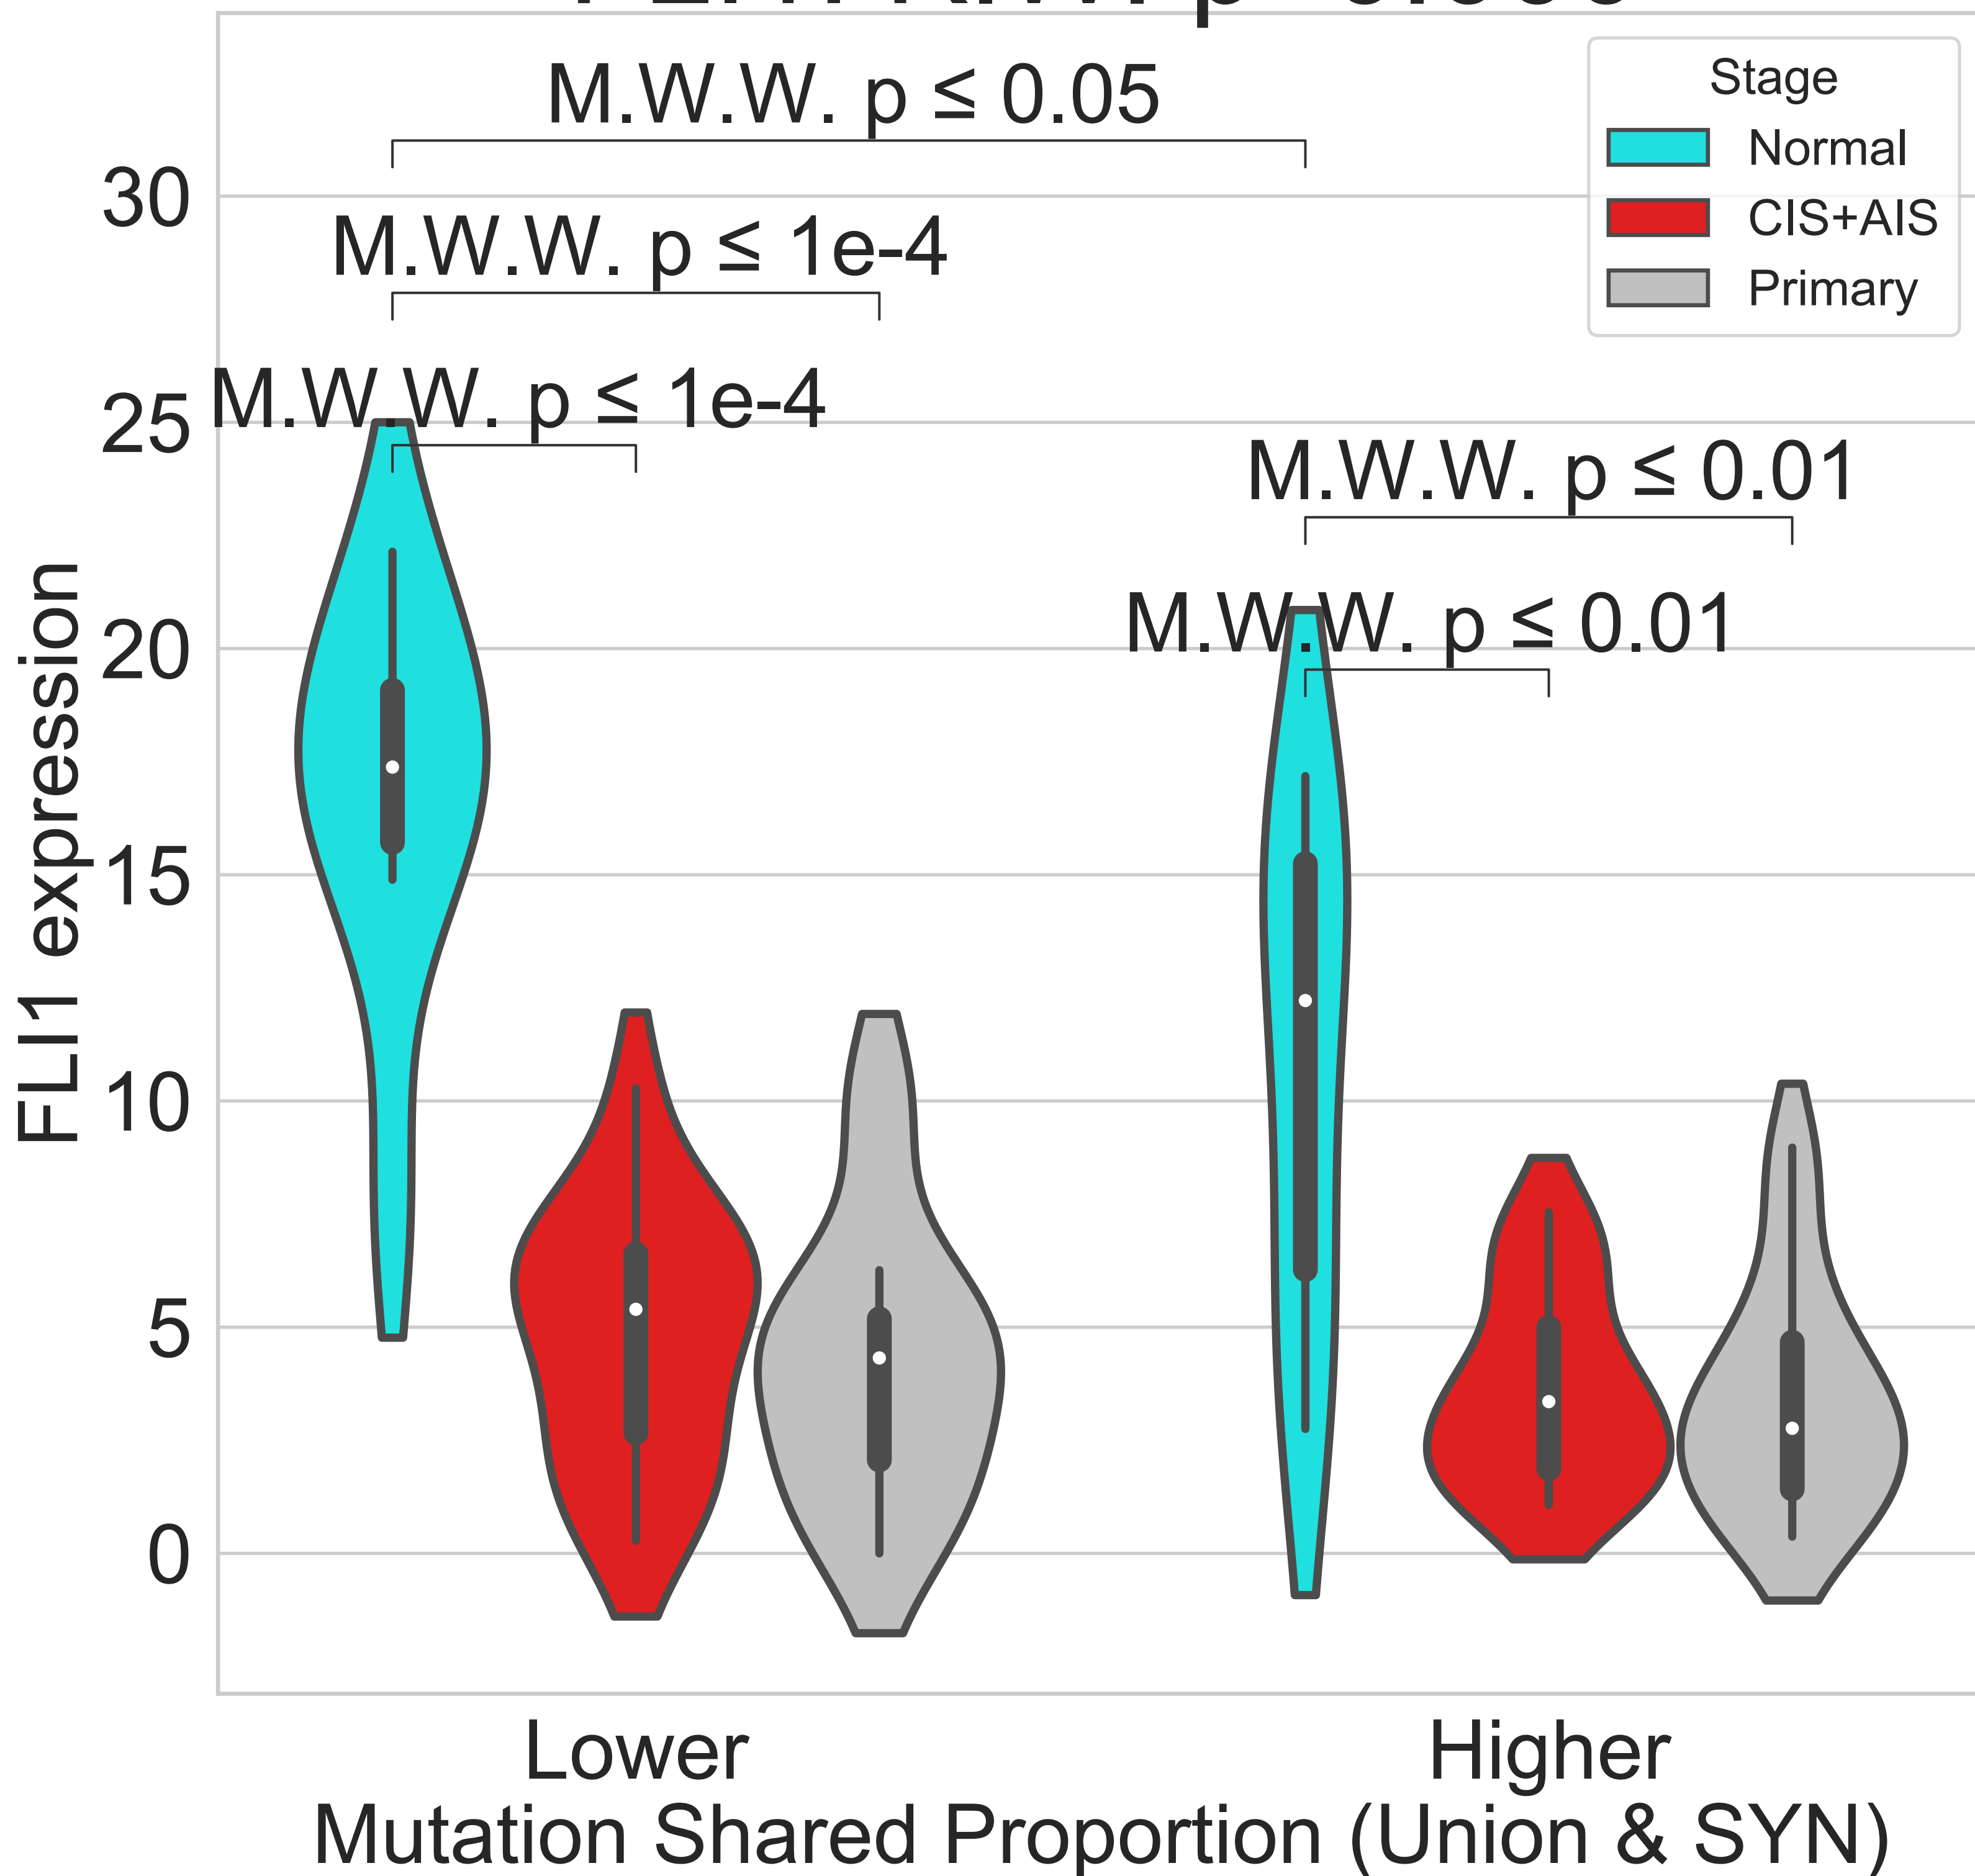 M.W.W. p ≤ 0.05
Stage
Normal
CIS+AIS
Primary
30
M.W.W. p ≤ 1e-4
M.W.W. p ≤ 1e-4
25
M.W.W. p ≤ 0.01
M.W.W. p ≤ 0.01
20
15
10
5
0
FLI1 expression
Lower
Higher
Mutation Shared Proportion (Union & SYN)